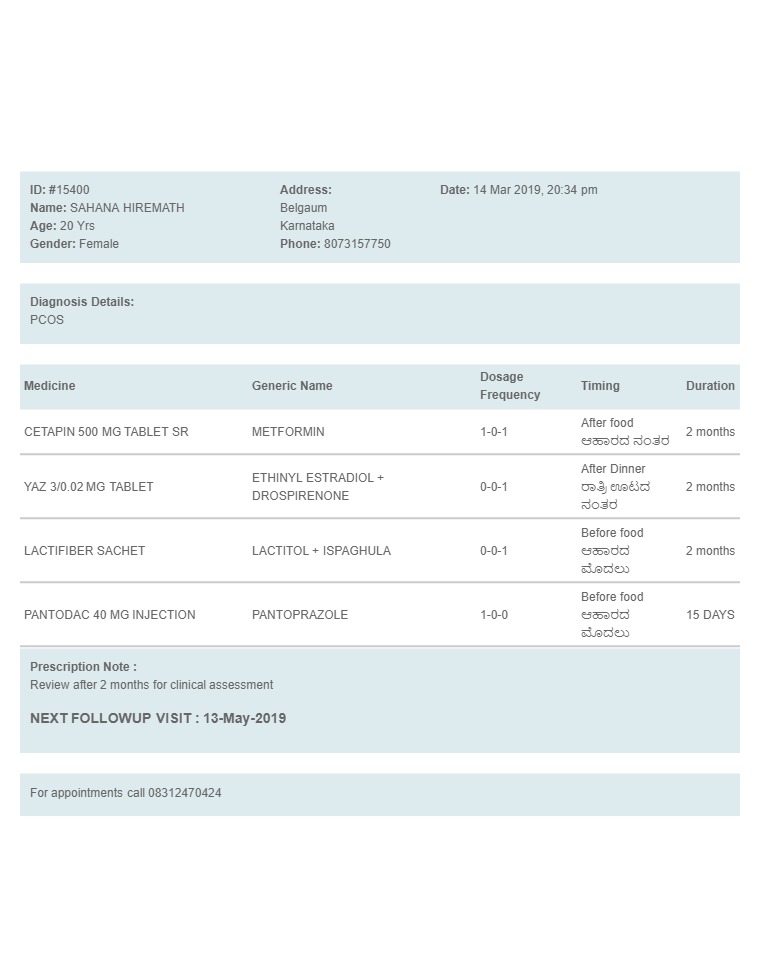 ID: #15400
Name: SAHANA HIREMATH
Age: 20 Yrs
Gender: Female
Address:
Belgaum
Karnataka
Phone: 8073157750
Date: 14 Mar 2019, 20:34 pm
Diagnosis Details:
PCOS
Medicine Generic Name Dosage Frequency Timing Duration
CETAPIN 500 MG TABLET SR METFORMIN 1-0-1 After food 2 months
ಆಹಾರದ ನಂತರ
YAZ 3/0.02 MG TABLET ETHINYL ESTRADIOL + DROSPIRENONE 0-0-1 After Dinner 2 months
ರಾತ್ರಿ ಊಟದ
ನಂತರ
LACTIFIBER SACHET LACTITOL + ISPAGHULA 0-0-1 Before food 2 months
ಆಹಾರದ
ಮೊದಲು
PANTODAC 40 MG INJECTION PANTOPRAZOLE 1-0-0 Before food 15 DAYS
ಆಹಾರದ
ಮೊದಲು
Prescription Note :
Review after 2 months for clinical assessment
NEXT FOLLOWUP VISIT : 13-May-2019
For appointments call 08312470424